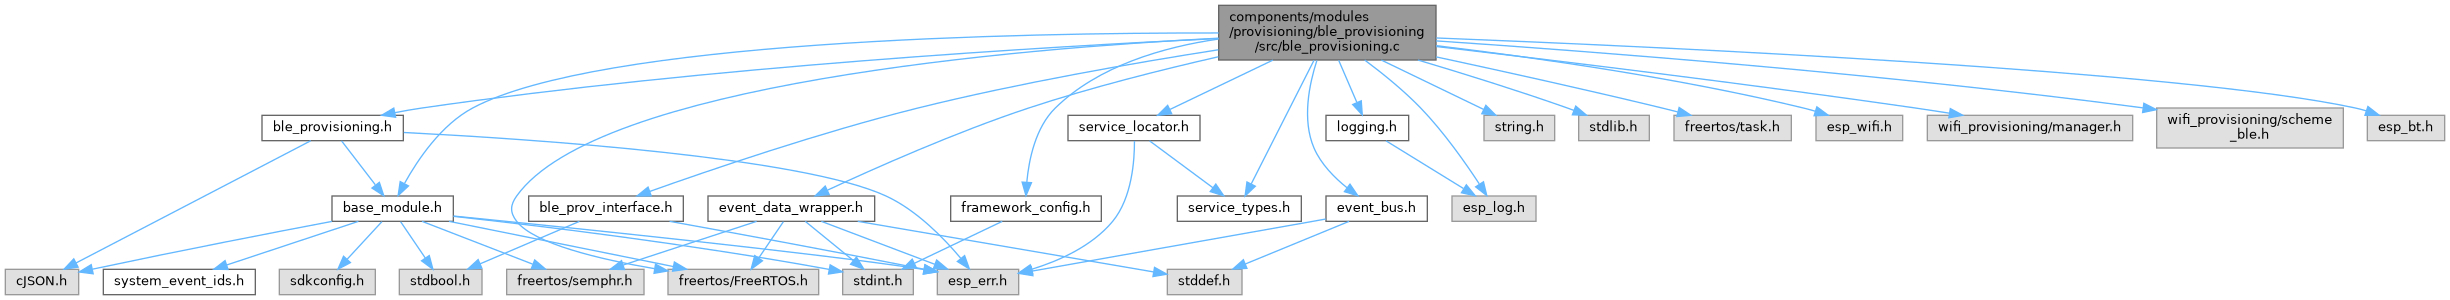 components/modules
/provisioning/ble_provisioning
/src/ble_provisioning.c
ble_provisioning.h
service_locator.h
logging.h
string.h
stdlib.h
freertos/task.h
esp_wifi.h
wifi_provisioning/manager.h
wifi_provisioning/scheme
_ble.h
esp_bt.h
base_module.h
ble_prov_interface.h
event_data_wrapper.h
framework_config.h
service_types.h
event_bus.h
esp_log.h
cJSON.h
system_event_ids.h
sdkconfig.h
stdbool.h
freertos/semphr.h
freertos/FreeRTOS.h
stdint.h
esp_err.h
stddef.h